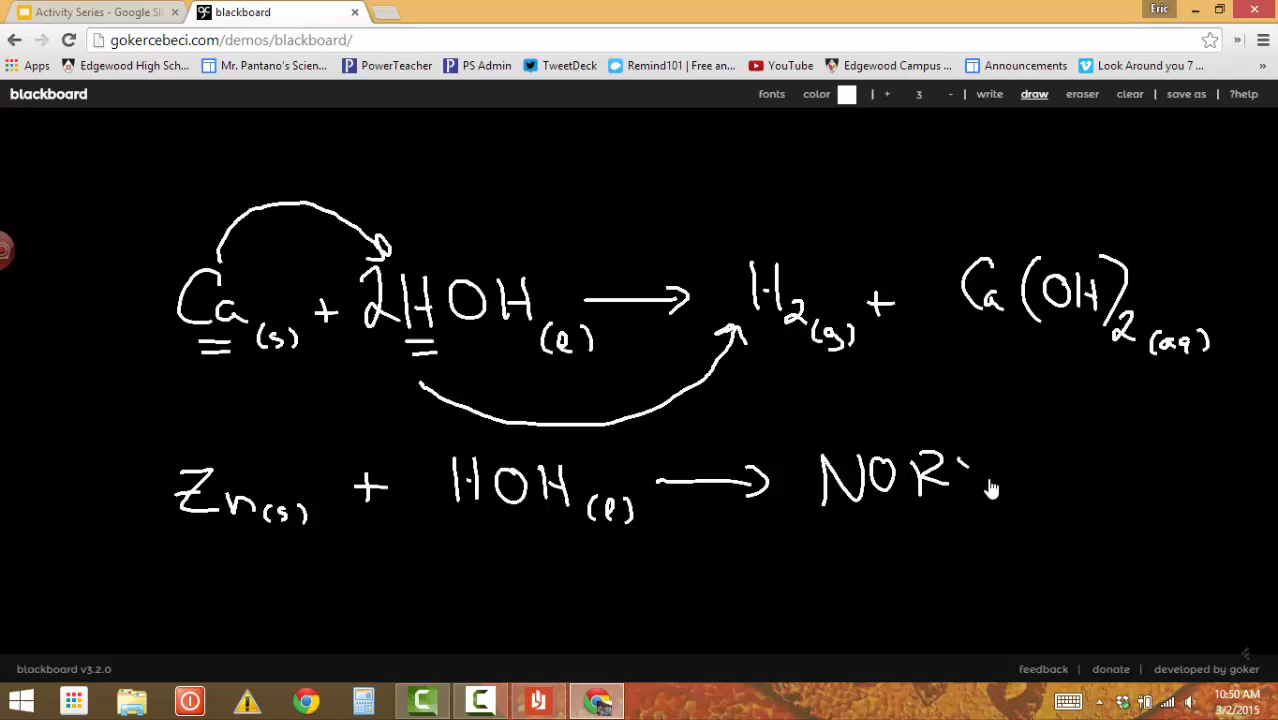 Activity Series - Google Sli
blackboard
Eric
gokercebeci.com/demos/blackboard/
Apps Edgewood High Sch... Mr. Pantano's Scien... PowerTeacher PS Admin TweetDeck Remind101 | Free an... YouTube Edgewood Campus ... Announcements Look Around you 7 ... »
blackboard fonts color | + 3 - | write draw eraser clear | save as | ?help
Ca(s) + 2HOH(l) → H2(g) + Ca(OH)2(aq)
Zn(s) + HOH(l) → NOR
blackboard v3.2.0 feedback | donate | developed by goker
10:50 AM
3/2/2015